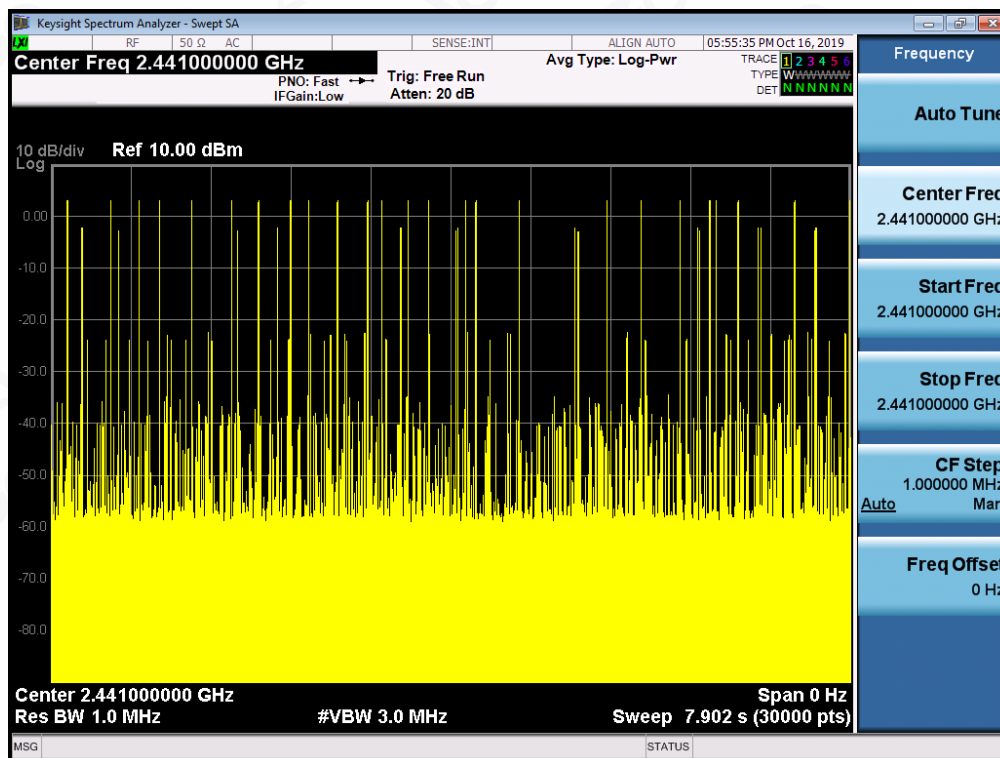 Keysight Spectrum Analyzer - Swept SA
LXI RF 50 Ω AC SENSE:INT ALIGN AUTO 05:55:35 PM Oct 16, 2019
Center Freq 2.441000000 GHz
PNO: Fast
IFGain:Low
Trig: Free Run
Atten: 20 dB
Avg Type: Log-Pwr
TRACE 1 2 3 4 5 6
TYPE WWWWWW
DET N N N N N N
10 dB/div Ref 10.00 dBm
Log
0.00
-10.0
-20.0
-30.0
-40.0
-50.0
-60.0
-70.0
-80.0
Center 2.441000000 GHz Span 0 Hz
Res BW 1.0 MHz #VBW 3.0 MHz Sweep 7.902 s (30000 pts)
MSG STATUS
Frequency
Auto Tune
Center Freq
2.441000000 GHz
Start Freq
2.441000000 GHz
Stop Freq
2.441000000 GHz
CF Step
1.000000 MHz
Auto Man
Freq Offset
0 Hz